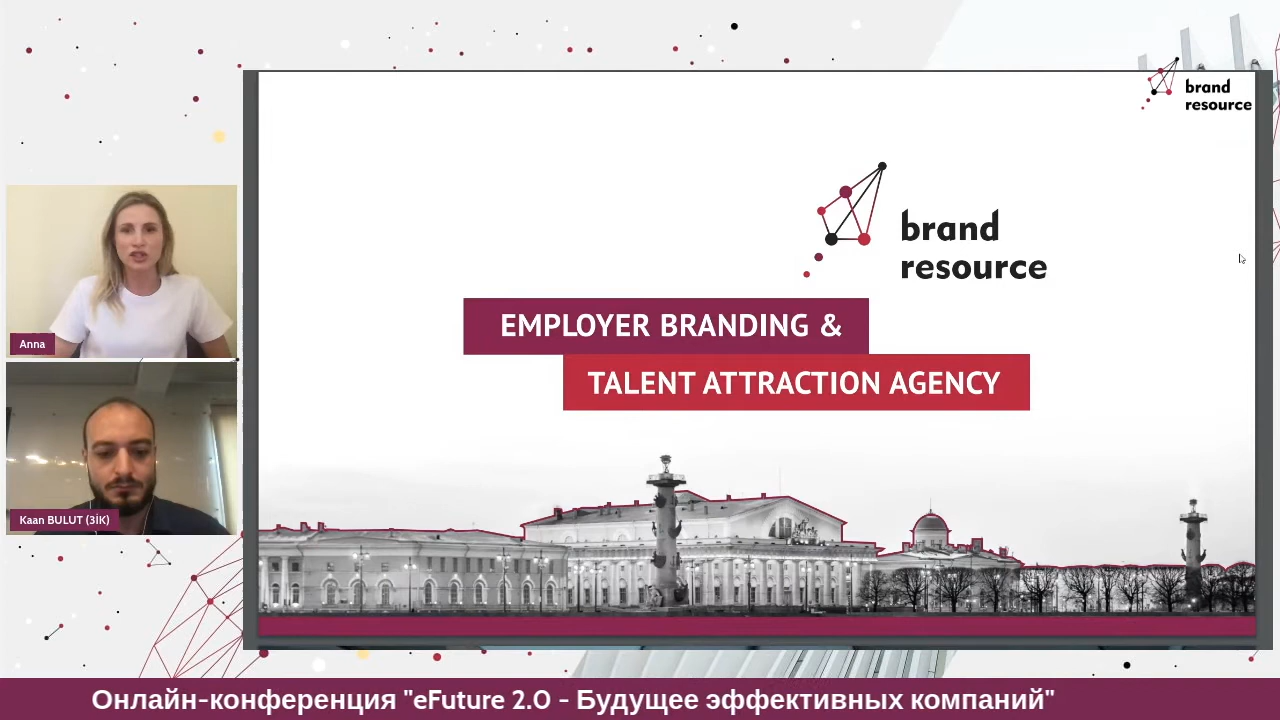 brand
resource
brand
resource
EMPLOYER BRANDING &
TALENT ATTRACTION AGENCY
Anna
Kaan BULUT (3İK)
Онлайн-конференция "eFuture 2.0 - Будущее эффективных компаний"